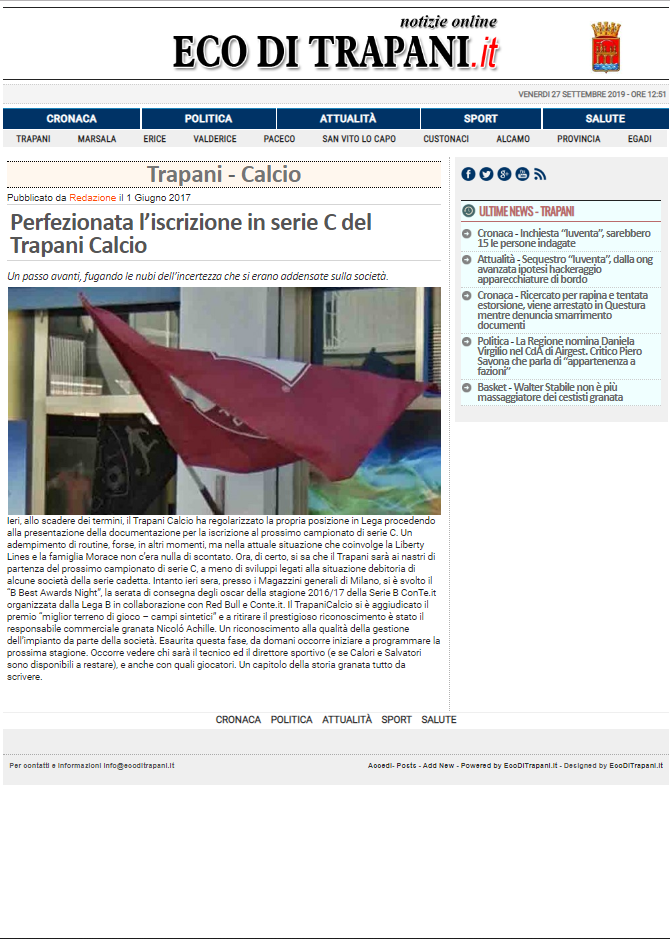 notizie online
ECO DI TRAPANI.it
VENERDI 27 SETTEMBRE 2019 - ORE 12:51
CRONACA POLITICA ATTUALITÀ SPORT SALUTE
TRAPANI MARSALA ERICE VALDERICE PACECO SAN VITO LO CAPO CUSTONACI ALCAMO PROVINCIA EGADI
Trapani - Calcio
Pubblicato da Redazione il 1 Giugno 2017
Perfezionata l'iscrizione in serie C del
Trapani Calcio
Un passo avanti, fugando le nubi dell'incertezza che si erano addensate sulla società.
Ieri, allo scadere dei termini, il Trapani Calcio ha regolarizzato la propria posizione in Lega procedendo
alla presentazione della documentazione per la iscrizione al prossimo campionato di serie C. Un
adempimento di routine, forse, in altri momenti, ma nella attuale situazione che coinvolge la Liberty
Lines e la famiglia Morace non c'era nulla di scontato. Ora, di certo, si sa che il Trapani sarà ai nastri di
partenza del prossimo campionato di serie C, a meno di sviluppi legati alla situazione debitoria di
alcune società della serie cadetta. Intanto ieri sera, presso i Magazzini generali di Milano, si è svolto il
"B Best Awards Night", la serata di consegna degli oscar della stagione 2016/17 della Serie B ConTe.it
organizzata dalla Lega B in collaborazione con Red Bull e Conte.it. Il TrapaniCalcio si è aggiudicato il
premio "miglior terreno di gioco – campi sintetici" e a ritirare il prestigioso riconoscimento è stato il
responsabile commerciale granata Nicoló Achille. Un riconoscimento alla qualità della gestione
dell'impianto da parte della società. Esaurita questa fase, da domani occorre iniziare a programmare la
prossima stagione. Occorre vedere chi sarà il tecnico ed il direttore sportivo (e se Calori e Salvatori
sono disponibili a restare), e anche con quali giocatori. Un capitolo della storia granata tutto da
scrivere.
ULTIME NEWS - TRAPANI
Cronaca - Inchiesta "Iuventa", sarebbero
15 le persone indagate
Attualità - Sequestro "Iuventa", dalla ong
avanzata ipotesi hackeraggio
apparecchiature di bordo
Cronaca - Ricercato per rapina e tentata
estorsione, viene arrestato in Questura
mentre denuncia smarrimento
documenti
Politica - La Regione nomina Daniela
Virgilio nel CdA di Airgest. Critico Piero
Savona che parla di "appartenenza a
fazioni"
Basket - Walter Stabile non è più
massaggiatore dei cestisti granata
CRONACA POLITICA ATTUALITÀ SPORT SALUTE
Per contatti e informazioni info@ecoditrapani.it
Accedi- Posts - Add New - Powered by EcoDiTrapani.it - Designed by EcoDiTrapani.it